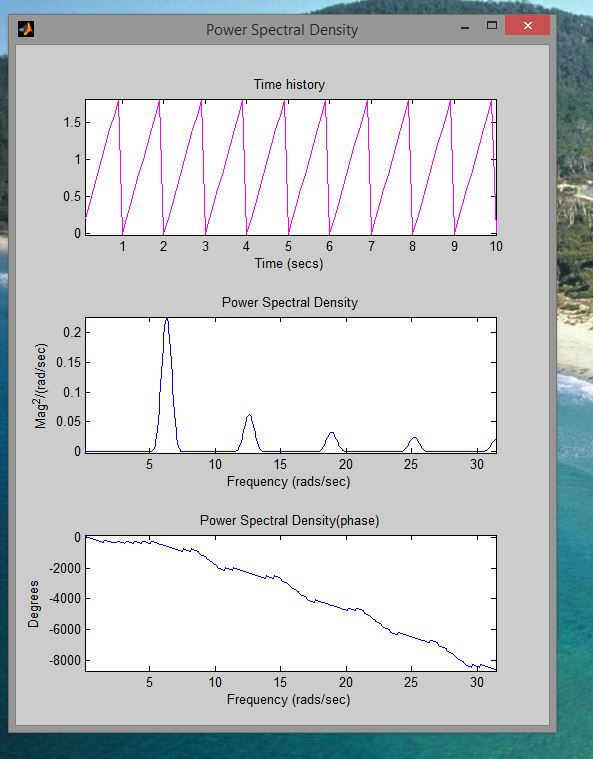 Power Spectral Density
Time history
1.5
1
0.5
0
1 2 3 4 5 6 7 8 9 10
Time (secs)
Power Spectral Density
Mag2/(rad/sec)
0.2
0.15
0.1
0.05
0
5 10 15 20 25 30
Frequency (rads/sec)
Power Spectral Density(phase)
Degrees
0
-2000
-4000
-6000
-8000
5 10 15 20 25 30
Frequency (rads/sec)